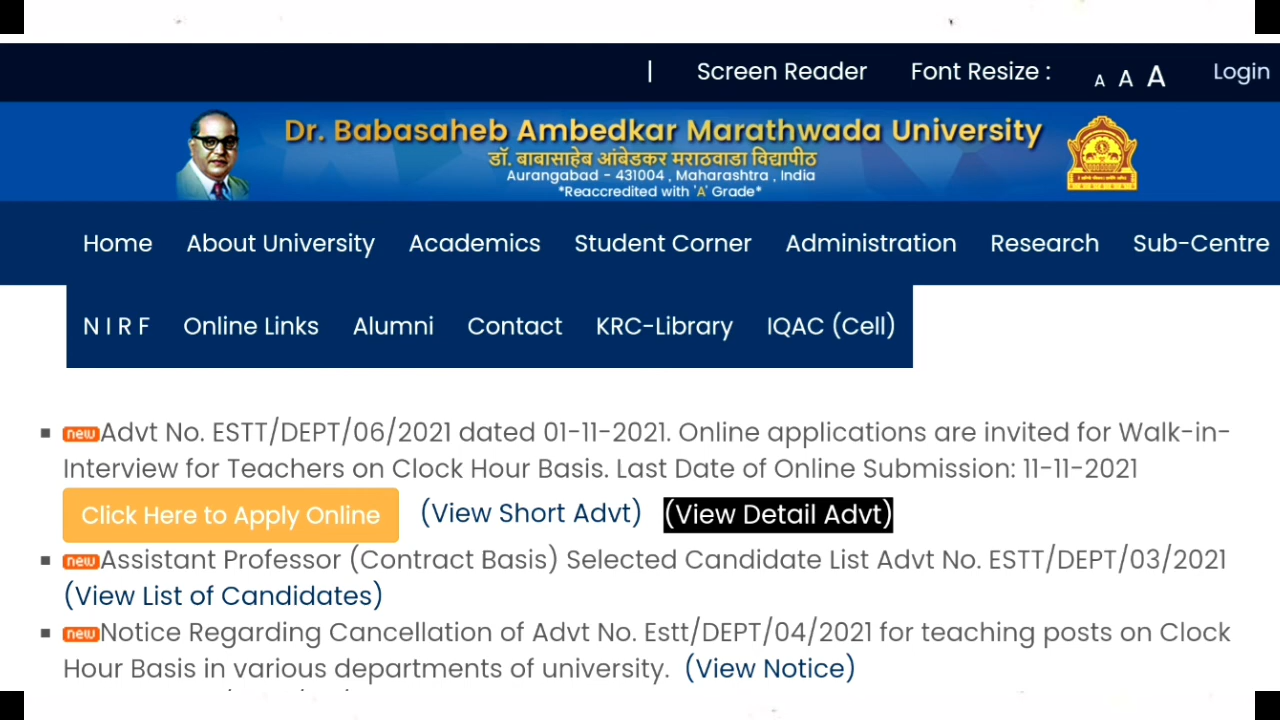 | Screen Reader Font Resize : A A A Login
Dr. Babasaheb Ambedkar Marathwada University
डॉ. बाबासाहेब आंबेडकर मराठवाडा विद्यापीठ
Aurangabad - 431004 , Maharashtra , India
*Reaccredited with 'A' Grade*
Home About University Academics Student Corner Administration Research Sub-Centre
N I R F Online Links Alumni Contact KRC-Library IQAC (Cell)
new Advt No. ESTT/DEPT/06/2021 dated 01-11-2021. Online applications are invited for Walk-in-
Interview for Teachers on Clock Hour Basis. Last Date of Online Submission: 11-11-2021
Click Here to Apply Online (View Short Advt) (View Detail Advt)
new Assistant Professor (Contract Basis) Selected Candidate List Advt No. ESTT/DEPT/03/2021
(View List of Candidates)
new Notice Regarding Cancellation of Advt No. Estt/DEPT/04/2021 for teaching posts on Clock
Hour Basis in various departments of university. (View Notice)